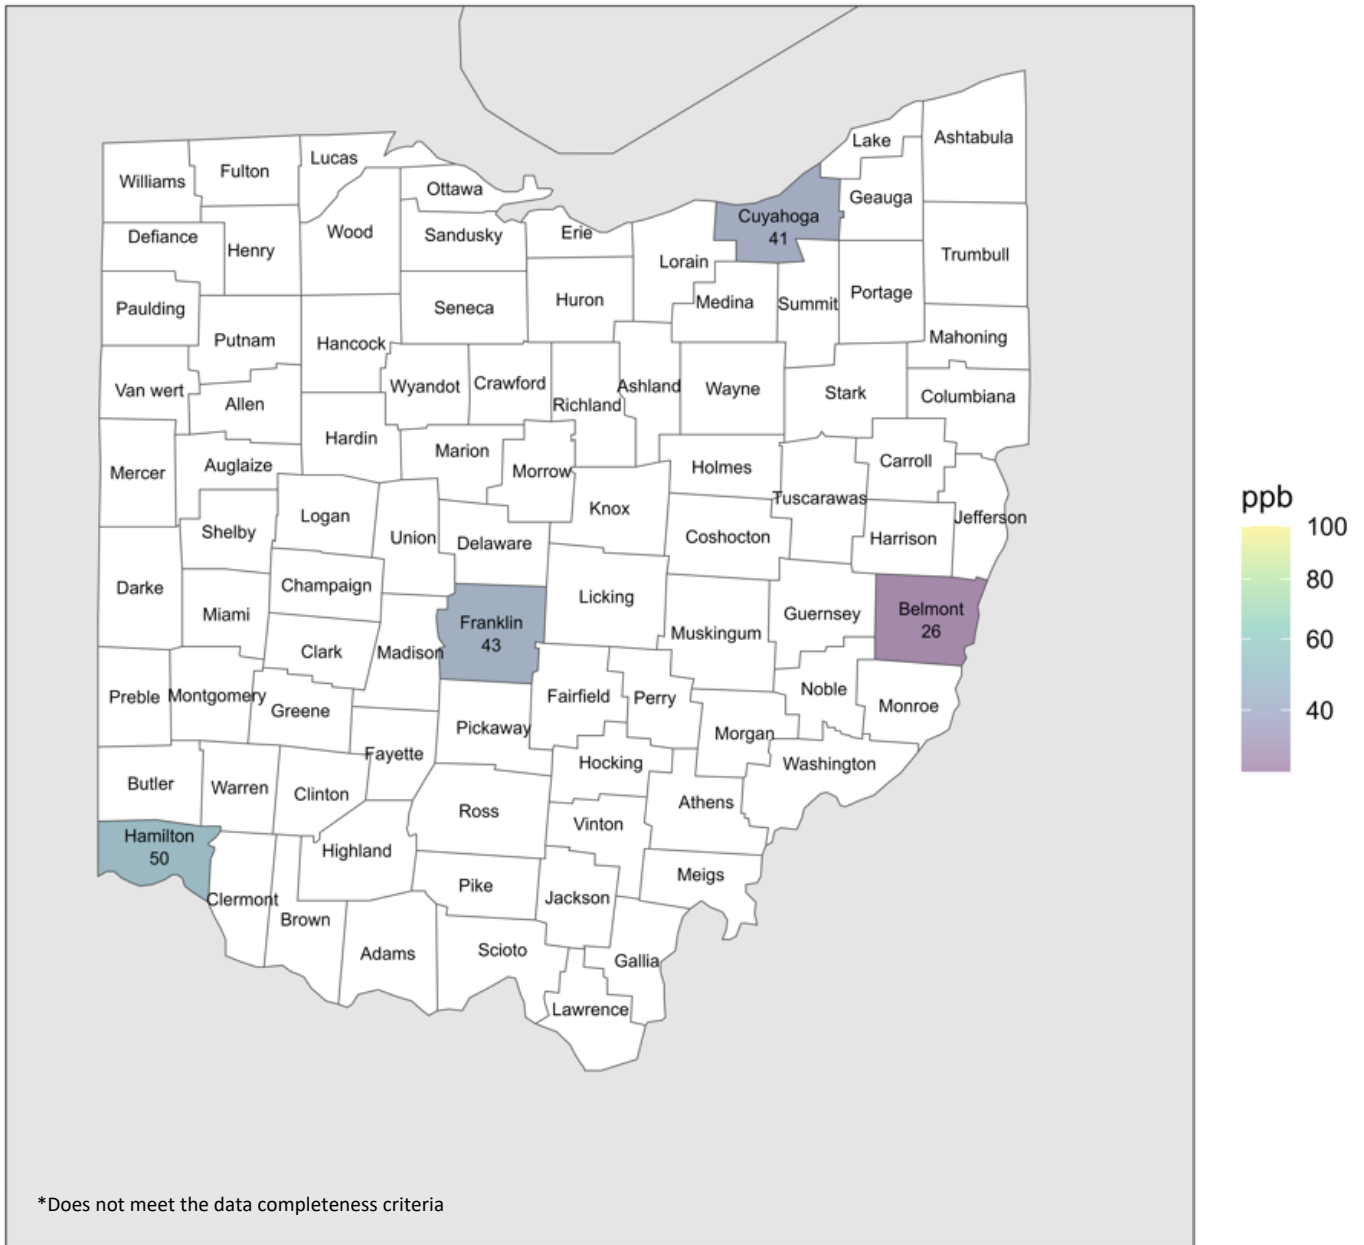 Lake
Ashtabula
Williams
Fulton
Lucas
Ottawa
Geauga
Cuyahoga
41
Defiance
Henry
Wood
Sandusky
Erie
Lorain
Trumbull
Paulding
Putnam
Hancock
Seneca
Huron
Medina
Summit
Portage
Mahoning
Van wert
Allen
Wyandot
Crawford
Richland
Ashland
Wayne
Stark
Columbiana
Mercer
Auglaize
Hardin
Marion
Morrow
Holmes
Carroll
Tuscarawas
Shelby
Logan
Union
Delaware
Knox
Coshocton
Harrison
Jefferson
ppb
100
80
60
40
Darke
Miami
Champaign
Clark
Madison
Franklin
43
Licking
Muskingum
Guernsey
Belmont
26
Preble
Montgomery
Greene
Fayette
Pickaway
Fairfield
Perry
Morgan
Noble
Monroe
Hocking
Washington
Butler
Warren
Clinton
Ross
Vinton
Athens
Hamilton
50
Highland
Pike
Jackson
Meigs
Clermont
Brown
Adams
Scioto
Gallia
Lawrence
*Does not meet the data completeness criteria